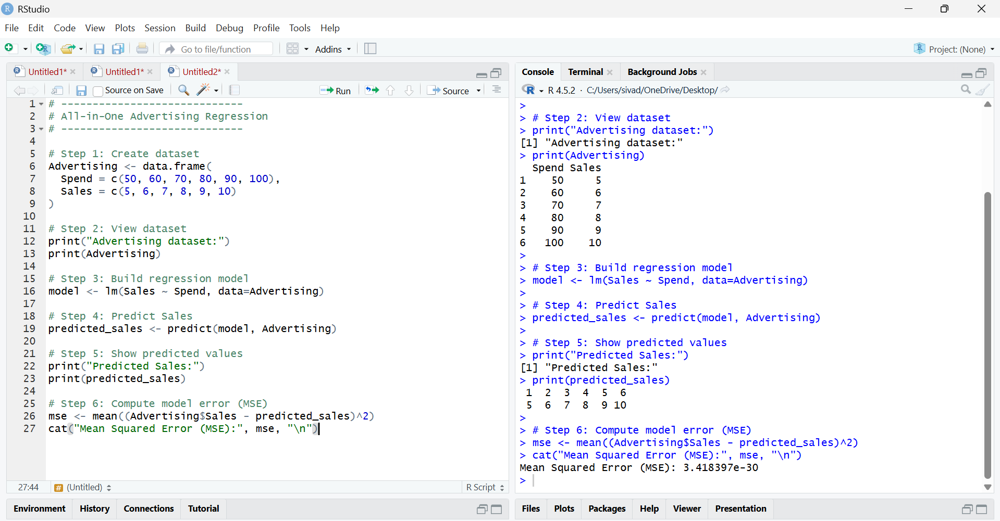 RStudio
File Edit Code View Plots Session Build Debug Profile Tools Help
Go to file/function Addins Project: (None)
Untitled1* Untitled1* Untitled2*
Source on Save Run Source
1 # -----------------------------
2 # All-in-One Advertising Regression
3 # -----------------------------
4
5 # Step 1: Create dataset
6 Advertising <- data.frame(
7   Spend = c(50, 60, 70, 80, 90, 100),
8   Sales = c(5, 6, 7, 8, 9, 10)
9 )
10
11 # Step 2: View dataset
12 print("Advertising dataset:")
13 print(Advertising)
14
15 # Step 3: Build regression model
16 model <- lm(Sales ~ Spend, data=Advertising)
17
18 # Step 4: Predict Sales
19 predicted_sales <- predict(model, Advertising)
20
21 # Step 5: Show predicted values
22 print("Predicted Sales:")
23 print(predicted_sales)
24
25 # Step 6: Compute model error (MSE)
26 mse <- mean((Advertising$Sales - predicted_sales)^2)
27 cat("Mean Squared Error (MSE):", mse, "\n")
27:44 # (Untitled) R Script
Environment History Connections Tutorial
Console Terminal Background Jobs
R R 4.5.2 · C:/Users/sivad/OneDrive/Desktop/
>
> # Step 2: View dataset
> print("Advertising dataset:")
[1] "Advertising dataset:"
> print(Advertising)
  Spend Sales
1    50     5
2    60     6
3    70     7
4    80     8
5    90     9
6   100    10
>
> # Step 3: Build regression model
> model <- lm(Sales ~ Spend, data=Advertising)
>
> # Step 4: Predict Sales
> predicted_sales <- predict(model, Advertising)
>
> # Step 5: Show predicted values
> print("Predicted Sales:")
[1] "Predicted Sales:"
> print(predicted_sales)
 1  2  3  4  5  6
 5  6  7  8  9 10
>
> # Step 6: Compute model error (MSE)
> mse <- mean((Advertising$Sales - predicted_sales)^2)
> cat("Mean Squared Error (MSE):", mse, "\n")
Mean Squared Error (MSE): 3.418397e-30
>
Files Plots Packages Help Viewer Presentation